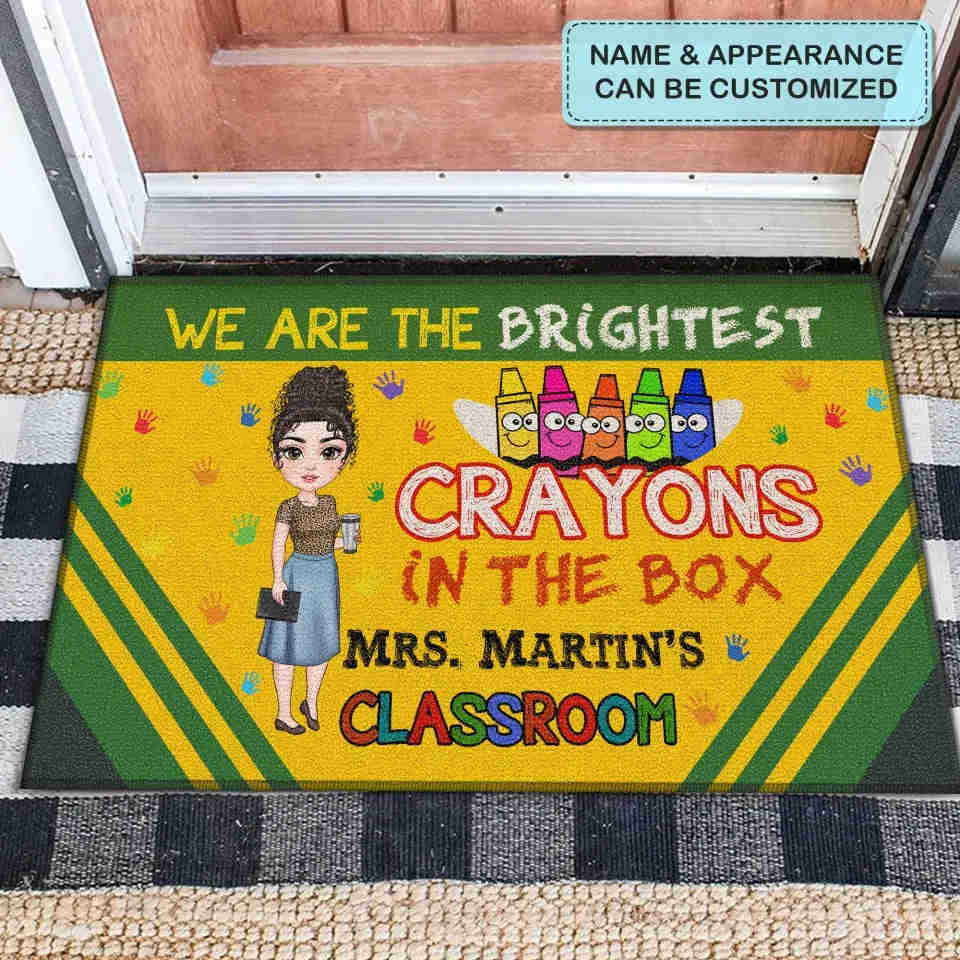 NAME & APPEARANCE
CAN BE CUSTOMIZED
WE ARE THE BRiGHTEST
CRAYONS
iN THE BOX
MRS. MARTIN'S
CLASSROOM